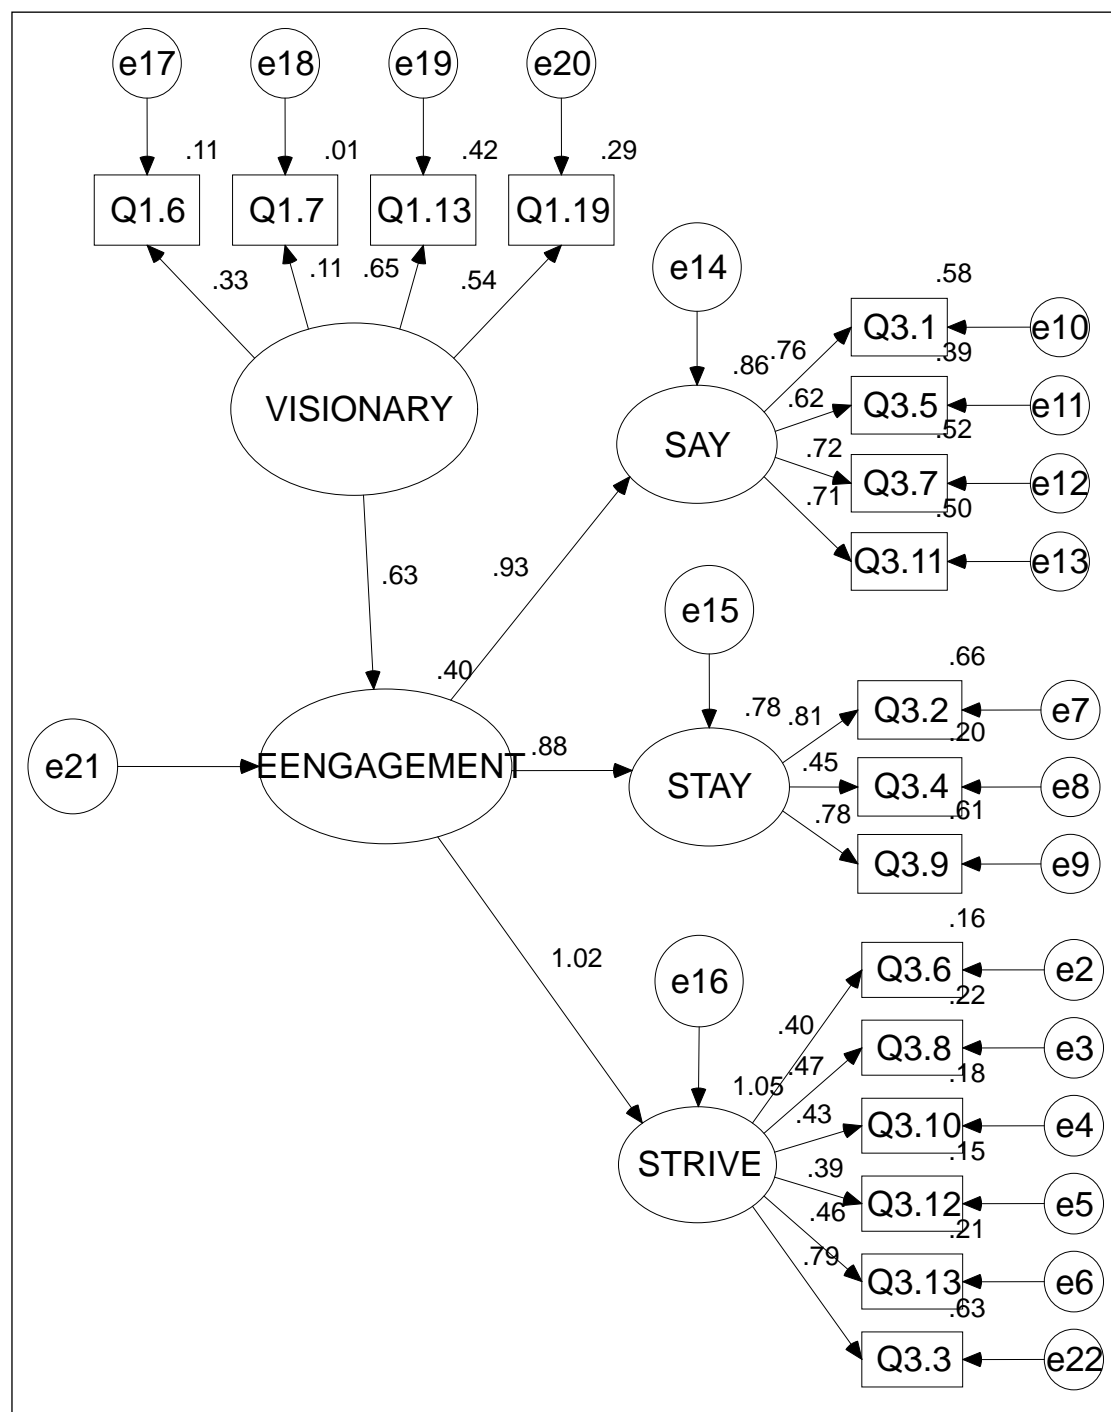 e17 e18 e19 e20
.11 .01 .42 .29
Q1.6 Q1.7 Q1.13 Q1.19
.33 .11 .65 .54
e14
.58
Q3.1 e10
.86 .76 .39
VISIONARY
.62 Q3.5 e11
.52
SAY
.72 Q3.7 e12
.71 .50
Q3.11 e13
.63 .93
e15
.40 .66
.78 .81 Q3.2 e7
.20
e21 EENGAGEMENT .88
STAY .45 Q3.4 e8
.78 .61
Q3.9 e9
.16
1.02 Q3.6 e2
e16 .22
.40
Q3.8 e3
1.05 .47 .18
.43 Q3.10 e4
.15
STRIVE .39
Q3.12 e5
.46 .21
.79 Q3.13 e6
.63
Q3.3 e22